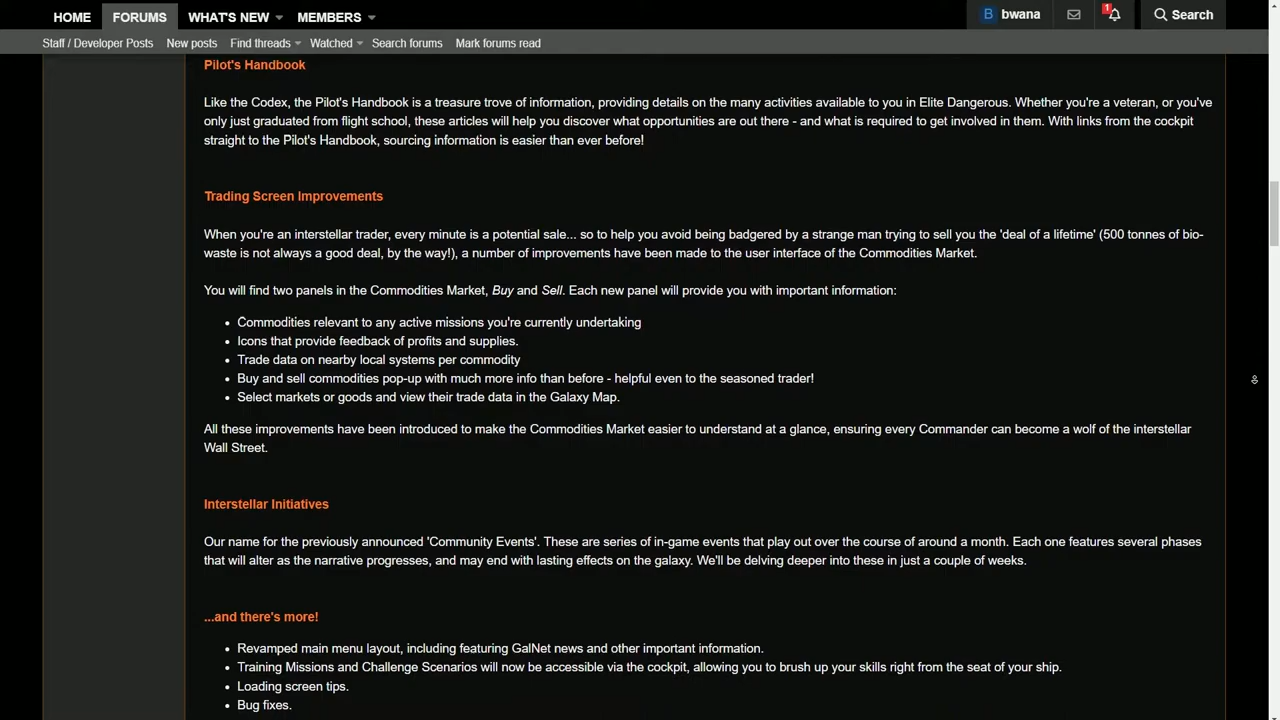 HOME FORUMS WHAT'S NEW MEMBERS B bwana 1 Search
Staff / Developer Posts New posts Find threads Watched Search forums Mark forums read
Pilot's Handbook
Like the Codex, the Pilot's Handbook is a treasure trove of information, providing details on the many activities available to you in Elite Dangerous. Whether you're a veteran, or you've
only just graduated from flight school, these articles will help you discover what opportunities are out there - and what is required to get involved in them. With links from the cockpit
straight to the Pilot's Handbook, sourcing information is easier than ever before!
Trading Screen Improvements
When you're an interstellar trader, every minute is a potential sale... so to help you avoid being badgered by a strange man trying to sell you the 'deal of a lifetime' (500 tonnes of bio-
waste is not always a good deal, by the way!), a number of improvements have been made to the user interface of the Commodities Market.
You will find two panels in the Commodities Market, Buy and Sell. Each new panel will provide you with important information:
• Commodities relevant to any active missions you're currently undertaking
• Icons that provide feedback of profits and supplies.
• Trade data on nearby local systems per commodity
• Buy and sell commodities pop-up with much more info than before - helpful even to the seasoned trader!
• Select markets or goods and view their trade data in the Galaxy Map.
All these improvements have been introduced to make the Commodities Market easier to understand at a glance, ensuring every Commander can become a wolf of the interstellar
Wall Street.
Interstellar Initiatives
Our name for the previously announced 'Community Events'. These are series of in-game events that play out over the course of around a month. Each one features several phases
that will alter as the narrative progresses, and may end with lasting effects on the galaxy. We'll be delving deeper into these in just a couple of weeks.
...and there's more!
• Revamped main menu layout, including featuring GalNet news and other important information.
• Training Missions and Challenge Scenarios will now be accessible via the cockpit, allowing you to brush up your skills right from the seat of your ship.
• Loading screen tips.
• Bug fixes.